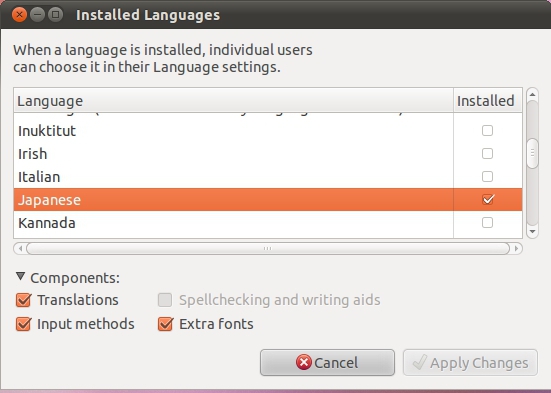 Installed Languages
When a language is installed, individual users
can choose it in their Language settings.
Language Installed
Inuktitut
Irish
Italian
Japanese
Kannada
Components:
Translations Spellchecking and writing aids
Input methods Extra fonts
Cancel Apply Changes